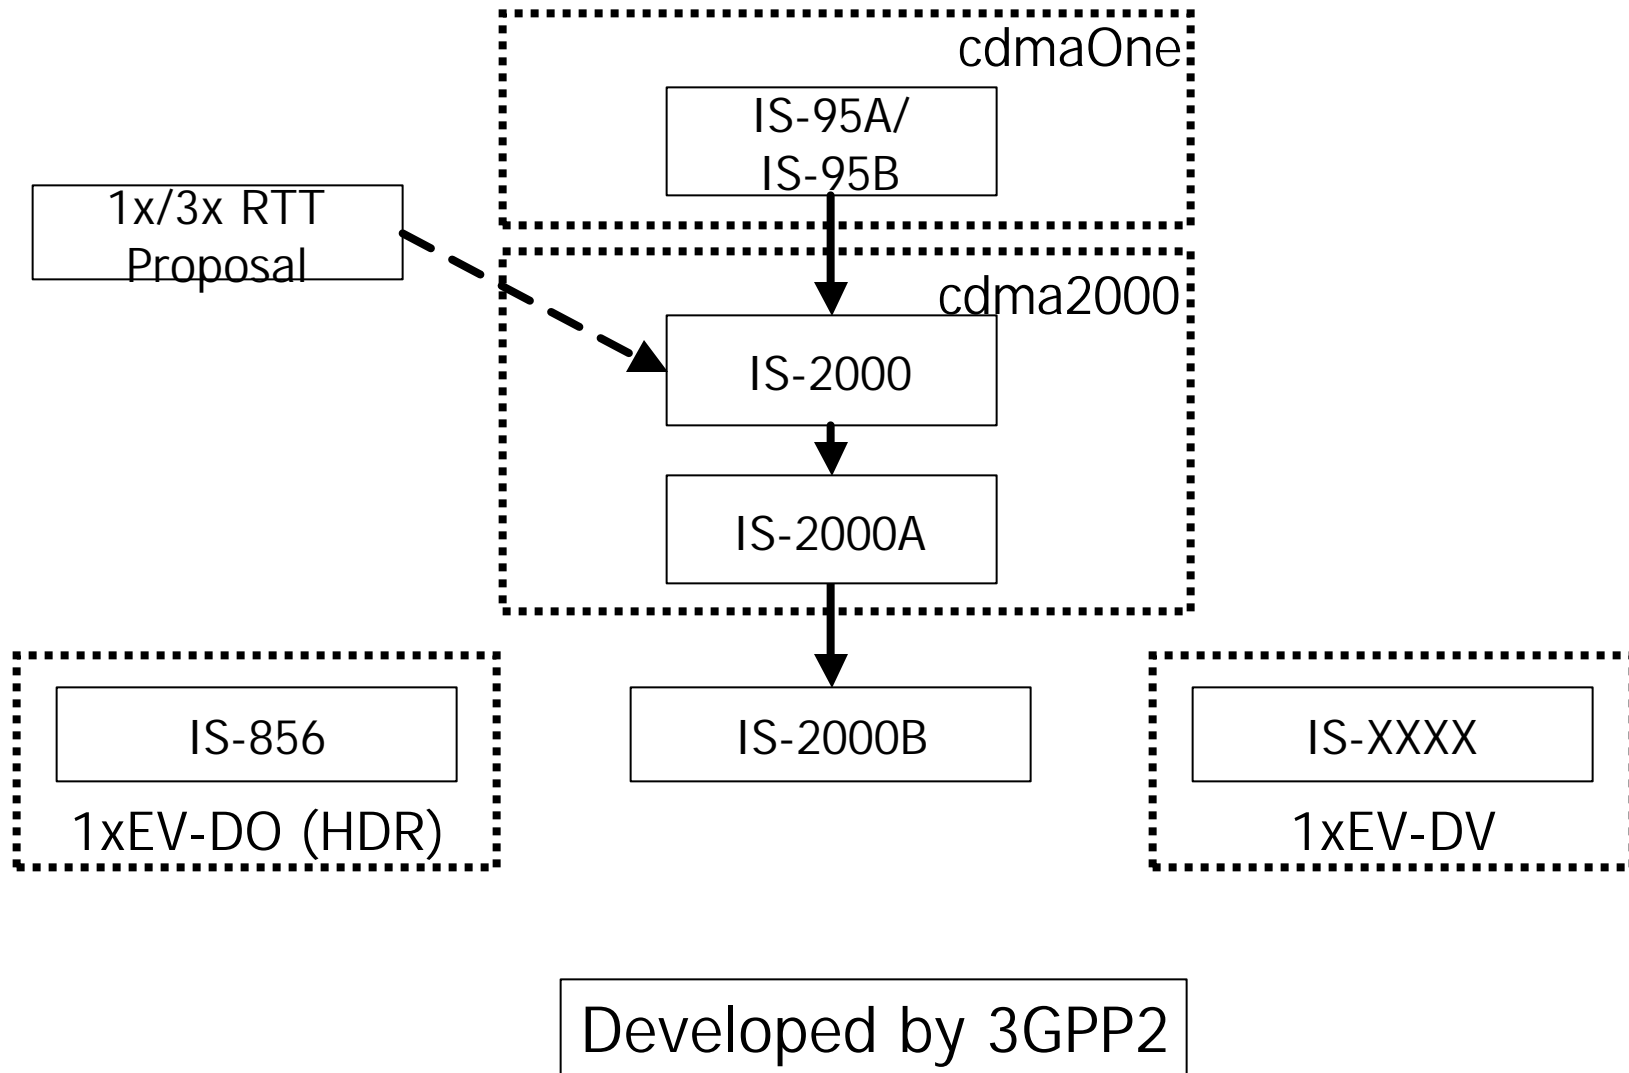 cdmaOne
IS-95A/
IS-95B
1x/3x RTT
Proposal
cdma2000
IS-2000
IS-2000A
IS-856
IS-2000B
IS-XXXX
1xEV-DO (HDR)
1xEV-DV
Developed by 3GPP2